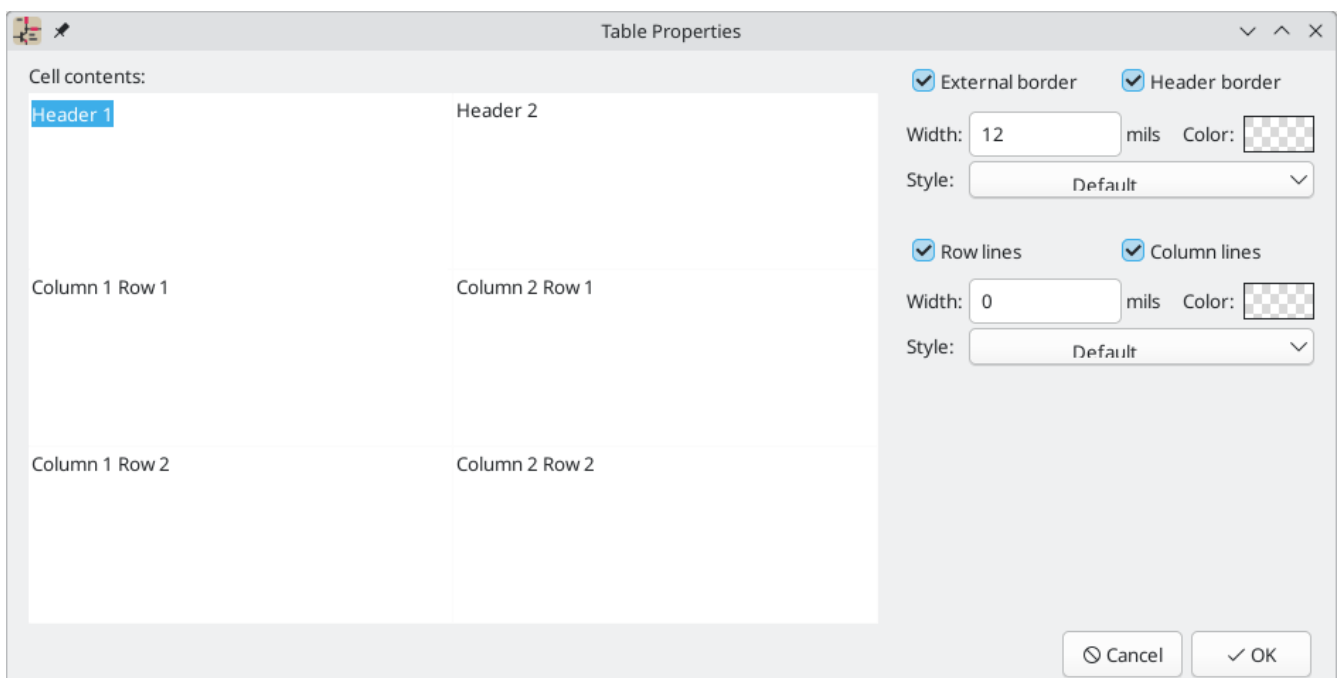 Table Properties
Cell contents:
Header 1
Header 2
Column 1 Row 1
Column 2 Row 1
Column 1 Row 2
Column 2 Row 2
External border
Header border
Width: 12 mils Color:
Style: Default
Row lines
Column lines
Width: 0 mils Color:
Style: Default
Cancel
OK